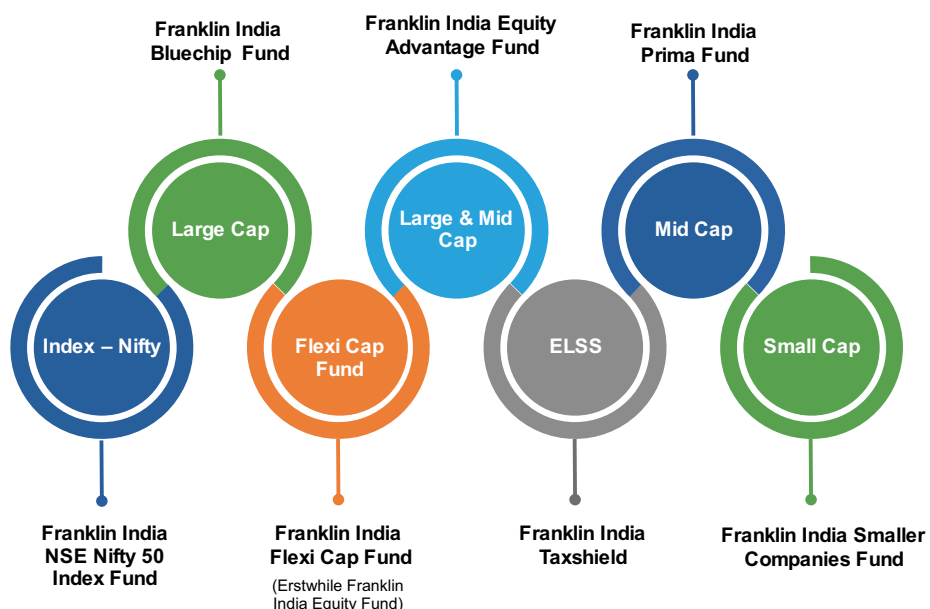 Franklin India
Bluechip Fund
Franklin India Equity
Advantage Fund
Franklin India
Prima Fund
Large Cap
Large & Mid
Cap
Mid Cap
Index – Nifty
Flexi Cap
Fund
ELSS
Small Cap
Franklin India
NSE Nifty 50
Index Fund
Franklin India
Flexi Cap Fund
(Erstwhile Franklin
India Equity Fund)
Franklin India
Taxshield
Franklin India Smaller
Companies Fund